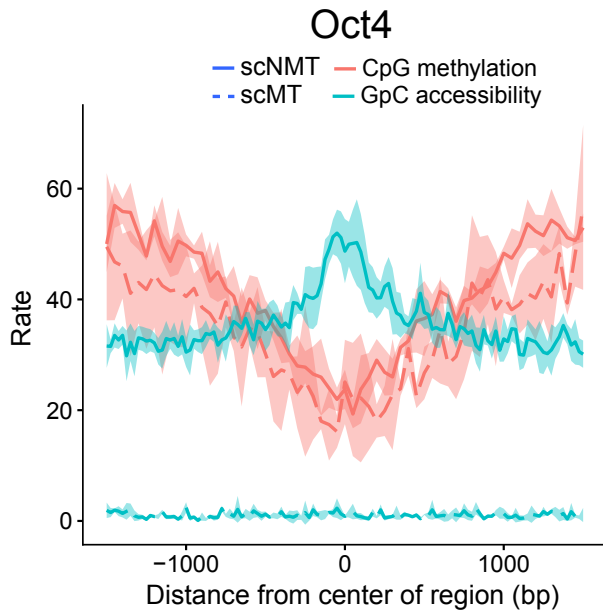 Oct4
scNMT CpG methylation
scMT GpC accessibility
60
40
20
0
Rate
−1000 0 1000
Distance from center of region (bp)